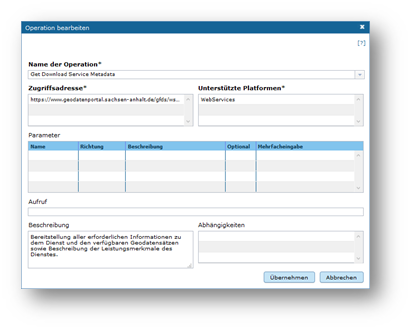 Operation bearbeiten
[?]
Name der Operation*
Get Download Service Metadata
Zugriffadresse* Unterstützte Platformen*
https://www.geodatenportal.sachsen-anhalt.de/gfds/ws... WebServices
Parameter
Name Richtung Beschreibung Optional Mehrfacheingabe
Aufruf
Beschreibung Abhängigkeiten
Bereitstellung aller erforderlichen Informationen zu
dem Dienst und den verfügbaren Geodatensätzen
sowie Beschreibung der Leistungsmerkmale des
Dienstes.
Übernehmen Abbrechen